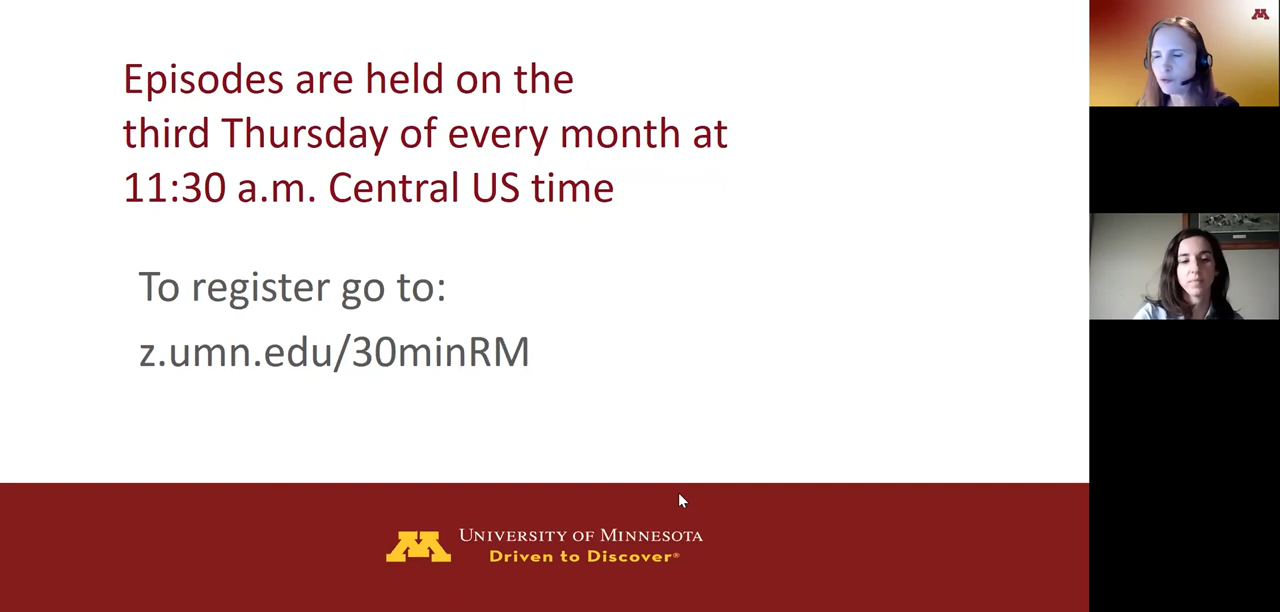 Episodes are held on the
third Thursday of every month at
11:30 a.m. Central US time
To register go to:
z.umn.edu/30minRM
University of Minnesota
Driven to Discover®